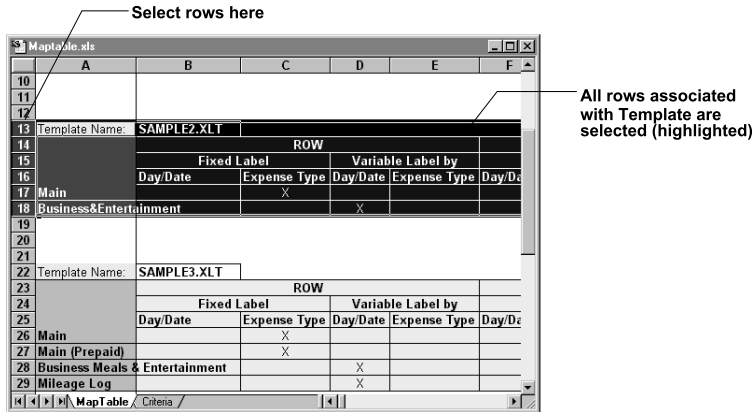 Select rows here
Maptable.xls
A B C D E F
10
11
12
13 Template Name: SAMPLE2.XLT
14 ROW
15 Fixed Label Variable Label by
16 Day/Date Expense Type Day/Date Expense Type Day/Da
17 Main X
18 Business&Entertainment X
19
20
21
22 Template Name: SAMPLE3.XLT
23 ROW
24 Fixed Label Variable Label by
25 Day/Date Expense Type Day/Date Expense Type Day/Da
26 Main X
27 Main (Prepaid) X
28 Business Meals & Entertainment X
29 Mileage Log X
MapTable Criteria
All rows associated
with Template are
selected (highlighted)